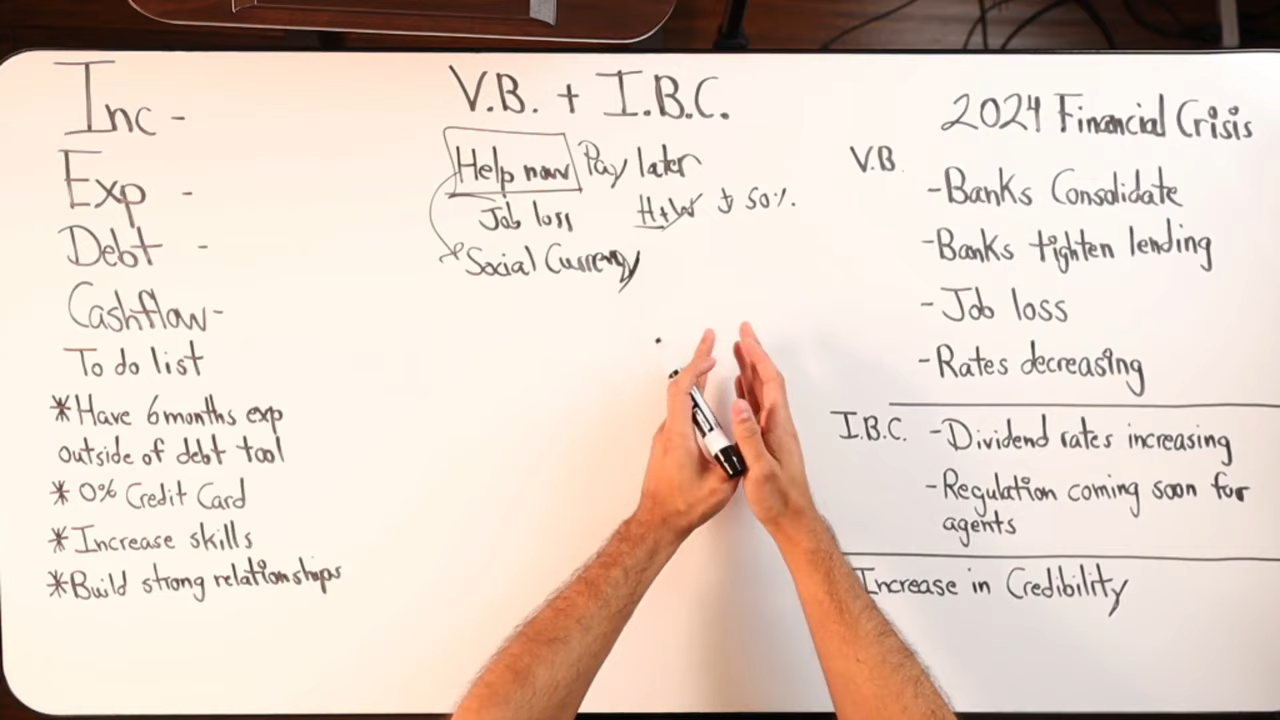 Inc -
Exp -
Debt -
Cashflow-
To do list
*Have 6 months exp
outside of debt tool
* 0% Credit Card
*Increase skills
*Build strong relationships
V.B. + I.B.C.
Help now Pay later
Job loss H+W ↓ 50%.
*Social Currency
2024 Financial Crisis
V.B.
-Banks Consolidate
-Banks tighten lending
-Job loss
-Rates decreasing
I.B.C. -Dividend rates increasing
-Regulation coming soon for
agents
Increase in Credibility